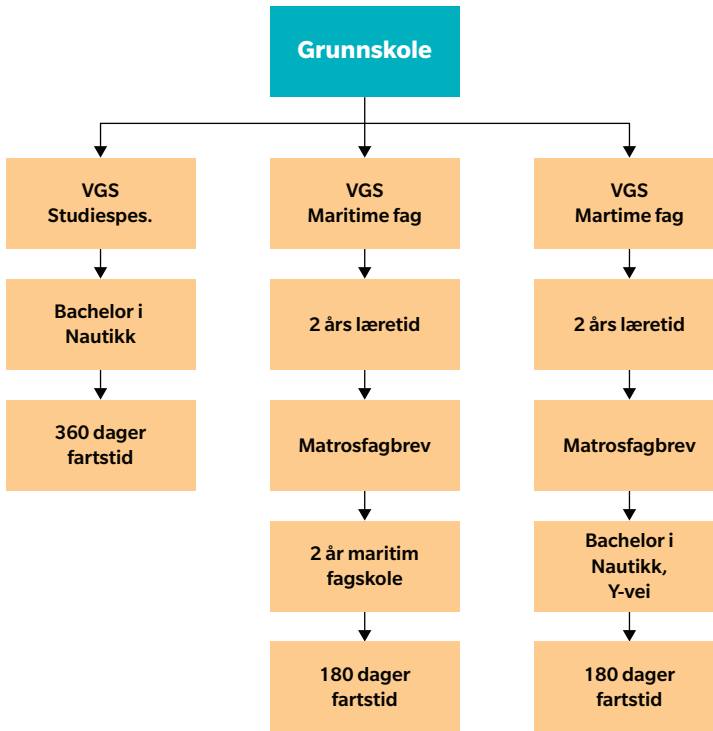 Grunnskole
VGS
Studiespes.
VGS
Maritime fag
VGS
Martime fag
Bachelor i
Nautikk
2 års læretid
2 års læretid
360 dager
fartstid
Matrosfagbrev
Matrosfagbrev
2 år maritim
fagskole
Bachelor i
Nautikk,
Y-vei
180 dager
fartstid
180 dager
fartstid